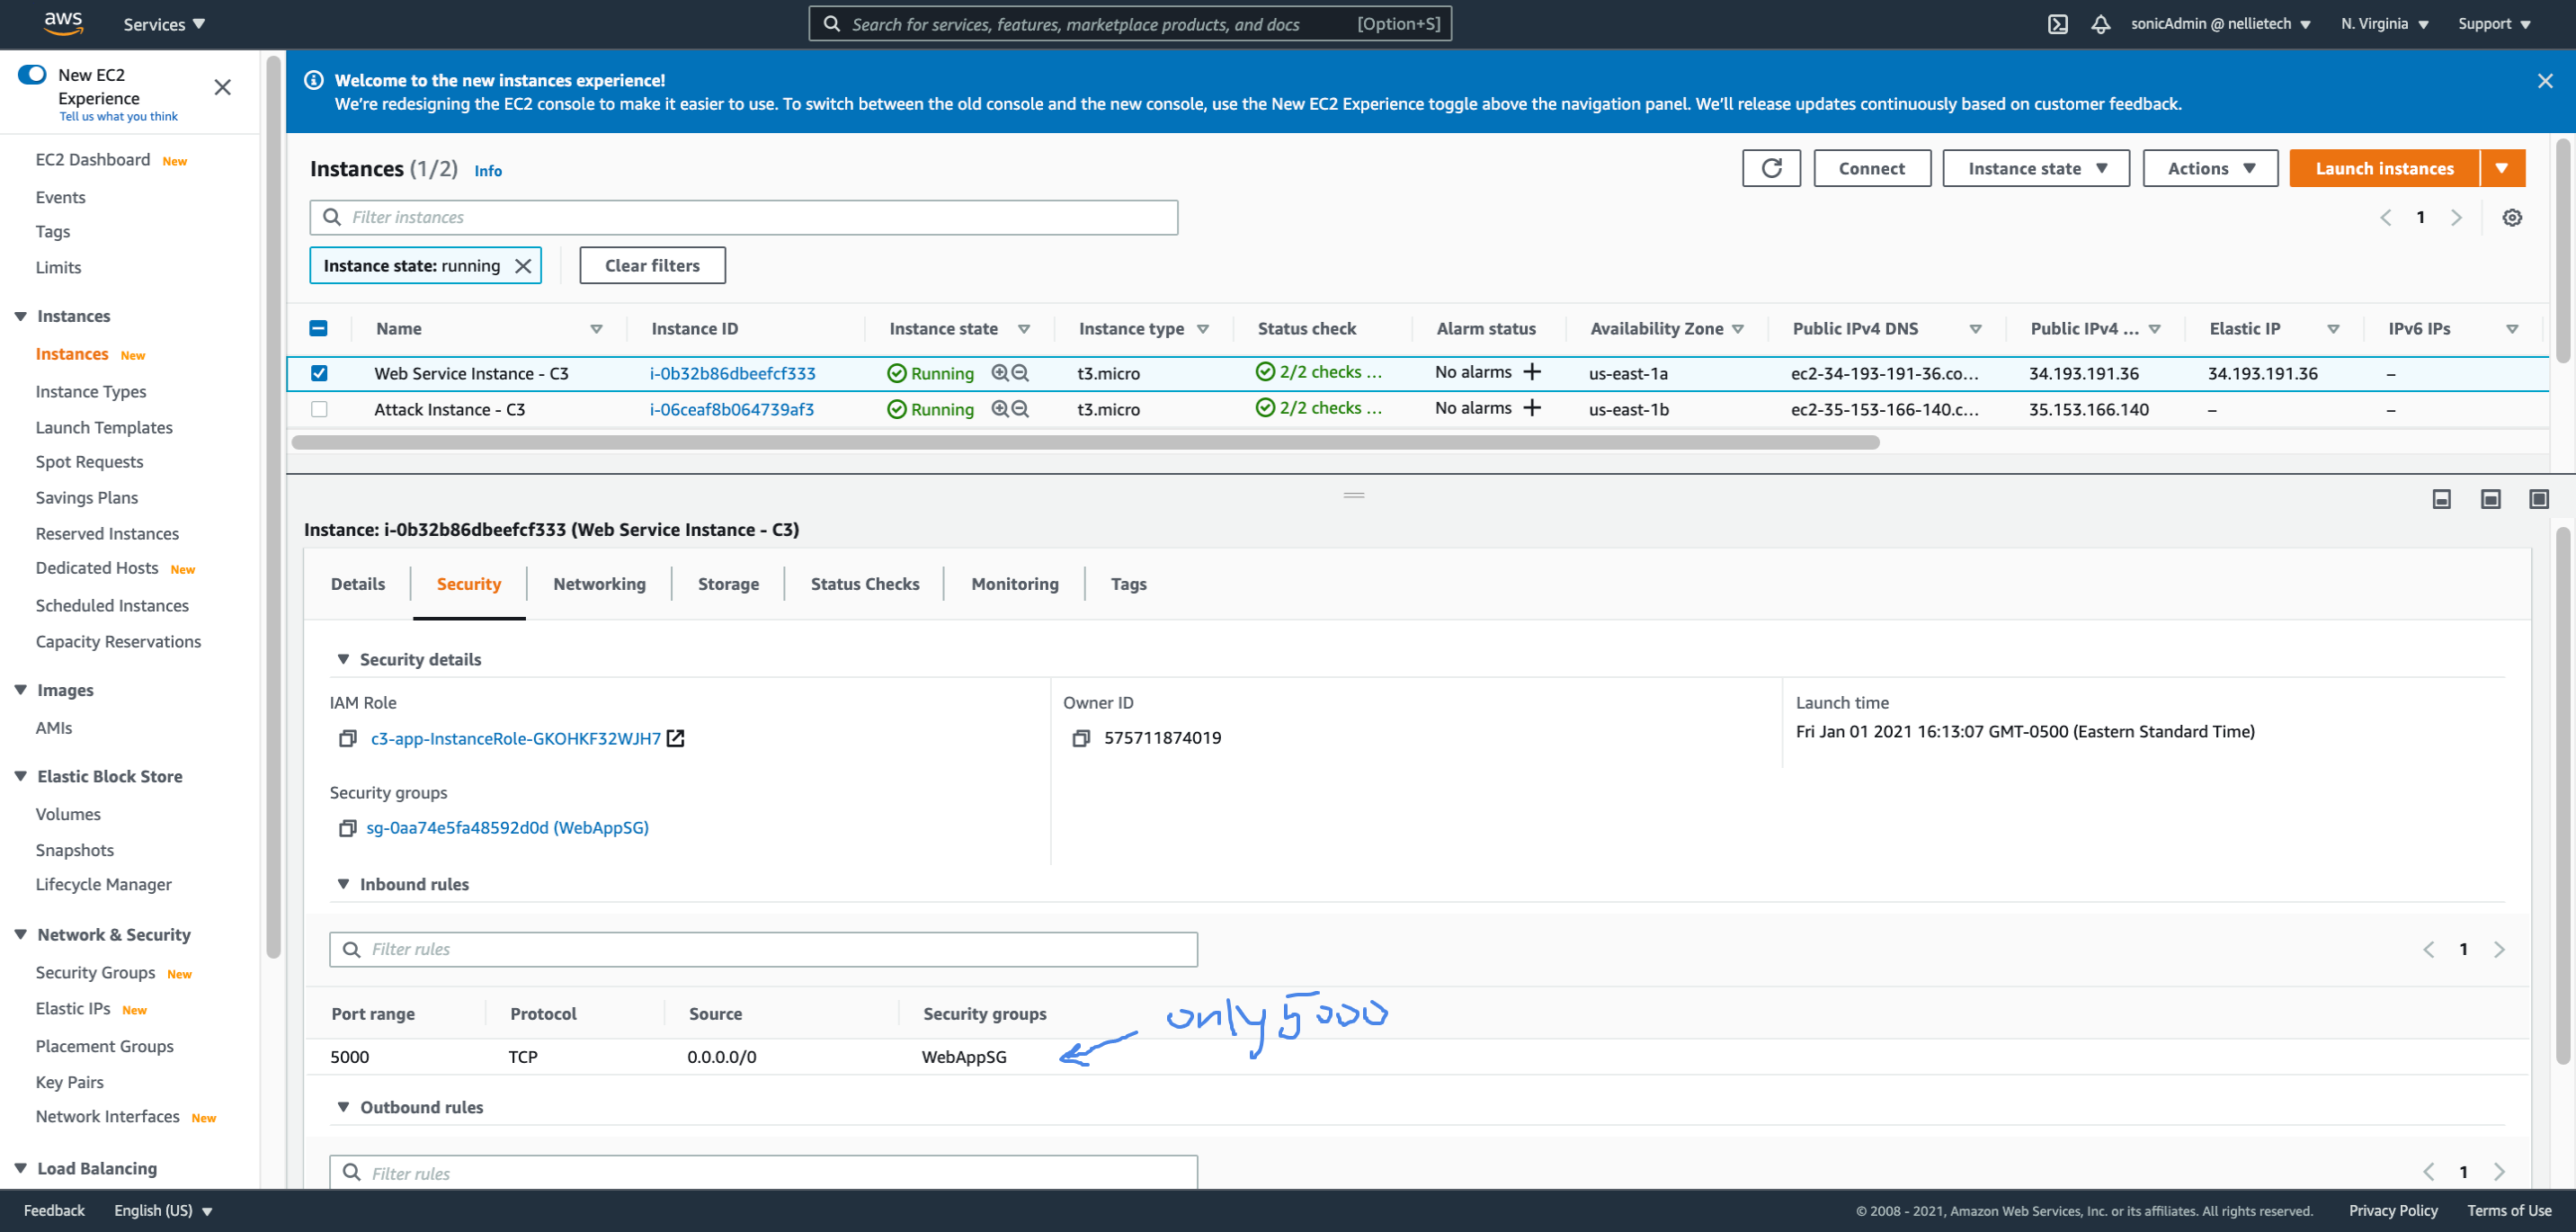 aws Services Search for services, features, marketplace products, and docs [Option+S] sonicAdmin @ nellietech N. Virginia Support
New EC2
Experience
Tell us what you think
EC2 Dashboard New
Events
Tags
Limits
Instances
Instances New
Instance Types
Launch Templates
Spot Requests
Savings Plans
Reserved Instances
Dedicated Hosts New
Scheduled Instances
Capacity Reservations
Images
AMIs
Elastic Block Store
Volumes
Snapshots
Lifecycle Manager
Network & Security
Security Groups New
Elastic IPs New
Placement Groups
Key Pairs
Network Interfaces New
Load Balancing
Welcome to the new instances experience!
We're redesigning the EC2 console to make it easier to use. To switch between the old console and the new console, use the New EC2 Experience toggle above the navigation panel. We'll release updates continuously based on customer feedback.
Instances (1/2) Info Connect Instance state Actions Launch instances
Filter instances 1
Instance state: running Clear filters
Name Instance ID Instance state Instance type Status check Alarm status Availability Zone Public IPv4 DNS Public IPv4 ... Elastic IP IPv6 IPs
Web Service Instance - C3 i-0b32b86dbeefcf333 Running t3.micro 2/2 checks ... No alarms + us-east-1a ec2-34-193-191-36.co... 34.193.191.36 34.193.191.36 –
Attack Instance - C3 i-06ceaf8b064739af3 Running t3.micro 2/2 checks ... No alarms + us-east-1b ec2-35-153-166-140.c... 35.153.166.140 – –
Instance: i-0b32b86dbeefcf333 (Web Service Instance - C3)
Details Security Networking Storage Status Checks Monitoring Tags
Security details
IAM Role Owner ID Launch time
c3-app-InstanceRole-GKOHKF32WJH7 575711874019 Fri Jan 01 2021 16:13:07 GMT-0500 (Eastern Standard Time)
Security groups
sg-0aa74e5fa48592d0d (WebAppSG)
Inbound rules
Filter rules 1
Port range Protocol Source Security groups only 5000
5000 TCP 0.0.0.0/0 WebAppSG
Outbound rules
Filter rules 1
Feedback English (US) © 2008 - 2021, Amazon Web Services, Inc. or its affiliates. All rights reserved. Privacy Policy Terms of Use